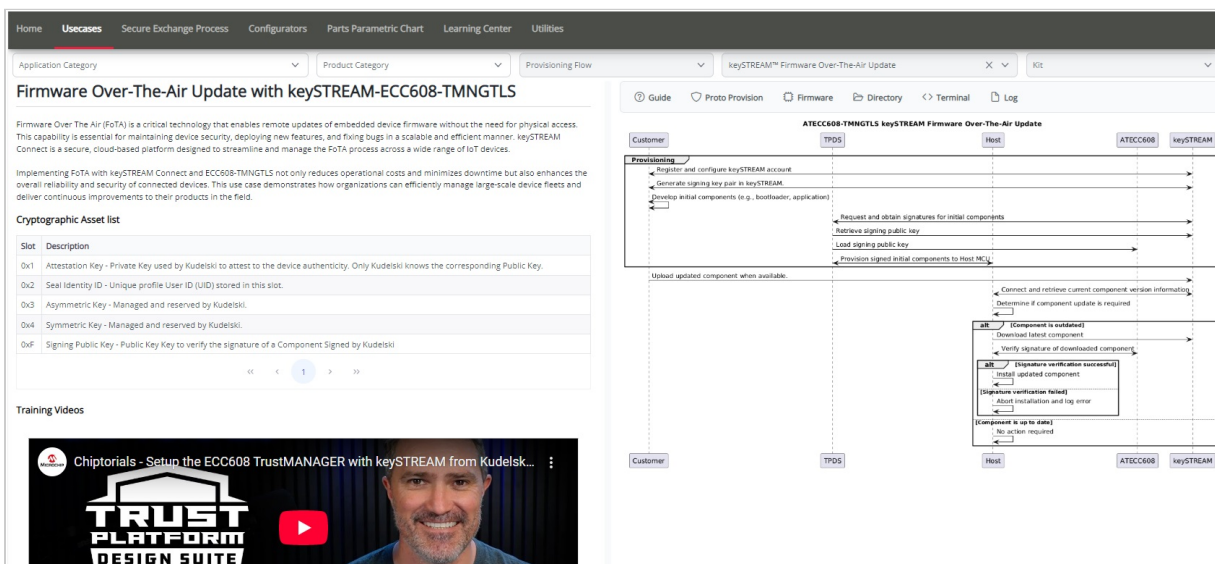 Home Usecases Secure Exchange Process Configurators Parts Parametric Chart Learning Center Utilities
Application Category Product Category Provisioning Flow keySTREAM™ Firmware Over-The-Air Update Kit
Firmware Over-The-Air Update with keySTREAM-ECC608-TMNGTLS
Firmware Over The Air (FoTA) is a critical technology that enables remote updates of embedded device firmware without the need for physical access.
This capability is essential for maintaining device security, deploying new features, and fixing bugs in a scalable and efficient manner. keySTREAM
Connect is a secure, cloud-based platform designed to streamline and manage the FoTA process across a wide range of IoT devices.
Implementing FoTA with keySTREAM Connect and ECC608-TMNGTLS not only reduces operational costs and minimizes downtime but also enhances the
overall reliability and security of connected devices. This use case demonstrates how organizations can efficiently manage large-scale device fleets and
deliver continuous improvements to their products in the field.
Cryptographic Asset list
Slot Description
0x1 Attestation Key - Private Key used by Kudelski to attest to the device authenticity. Only Kudelski knows the corresponding Public Key.
0x2 Seal Identity ID - Unique profile User ID (UID) stored in this slot.
0x3 Asymmetric Key - Managed and reserved by Kudelski.
0x4 Symmetric Key - Managed and reserved by Kudelski.
0xF Signing Public Key - Public Key Key to verify the signature of a Component Signed by Kudelski
« ‹ 1 › »
Training Videos
MICROCHIP
Chiptorials - Setup the ECC608 TrustMANAGER with keySTREAM from Kudelsk...
TRUST
PLATFORM
DESIGN SUITE
Guide Proto Provision Firmware Directory Terminal Log
ATECC608-TMNGTLS keySTREAM Firmware Over-The-Air Update
Customer TPDS Host ATECC608 keySTREAM
Provisioning
Register and configure keySTREAM account
Generate signing key pair in keySTREAM.
Develop initial components (e.g., bootloader, application)
Request and obtain signatures for initial components
Retrieve signing public key
Load signing public key
Provision signed initial components to Host MCU
Upload updated component when available.
Connect and retrieve current component version information
Determine if component update is required
alt [Component is outdated]
Download latest component
Verify signature of downloaded component
alt [Signature verification successful]
Install updated component
[Signature verification failed]
Abort installation and log error
[Component is up to date]
No action required
Customer TPDS Host ATECC608 keySTREAM